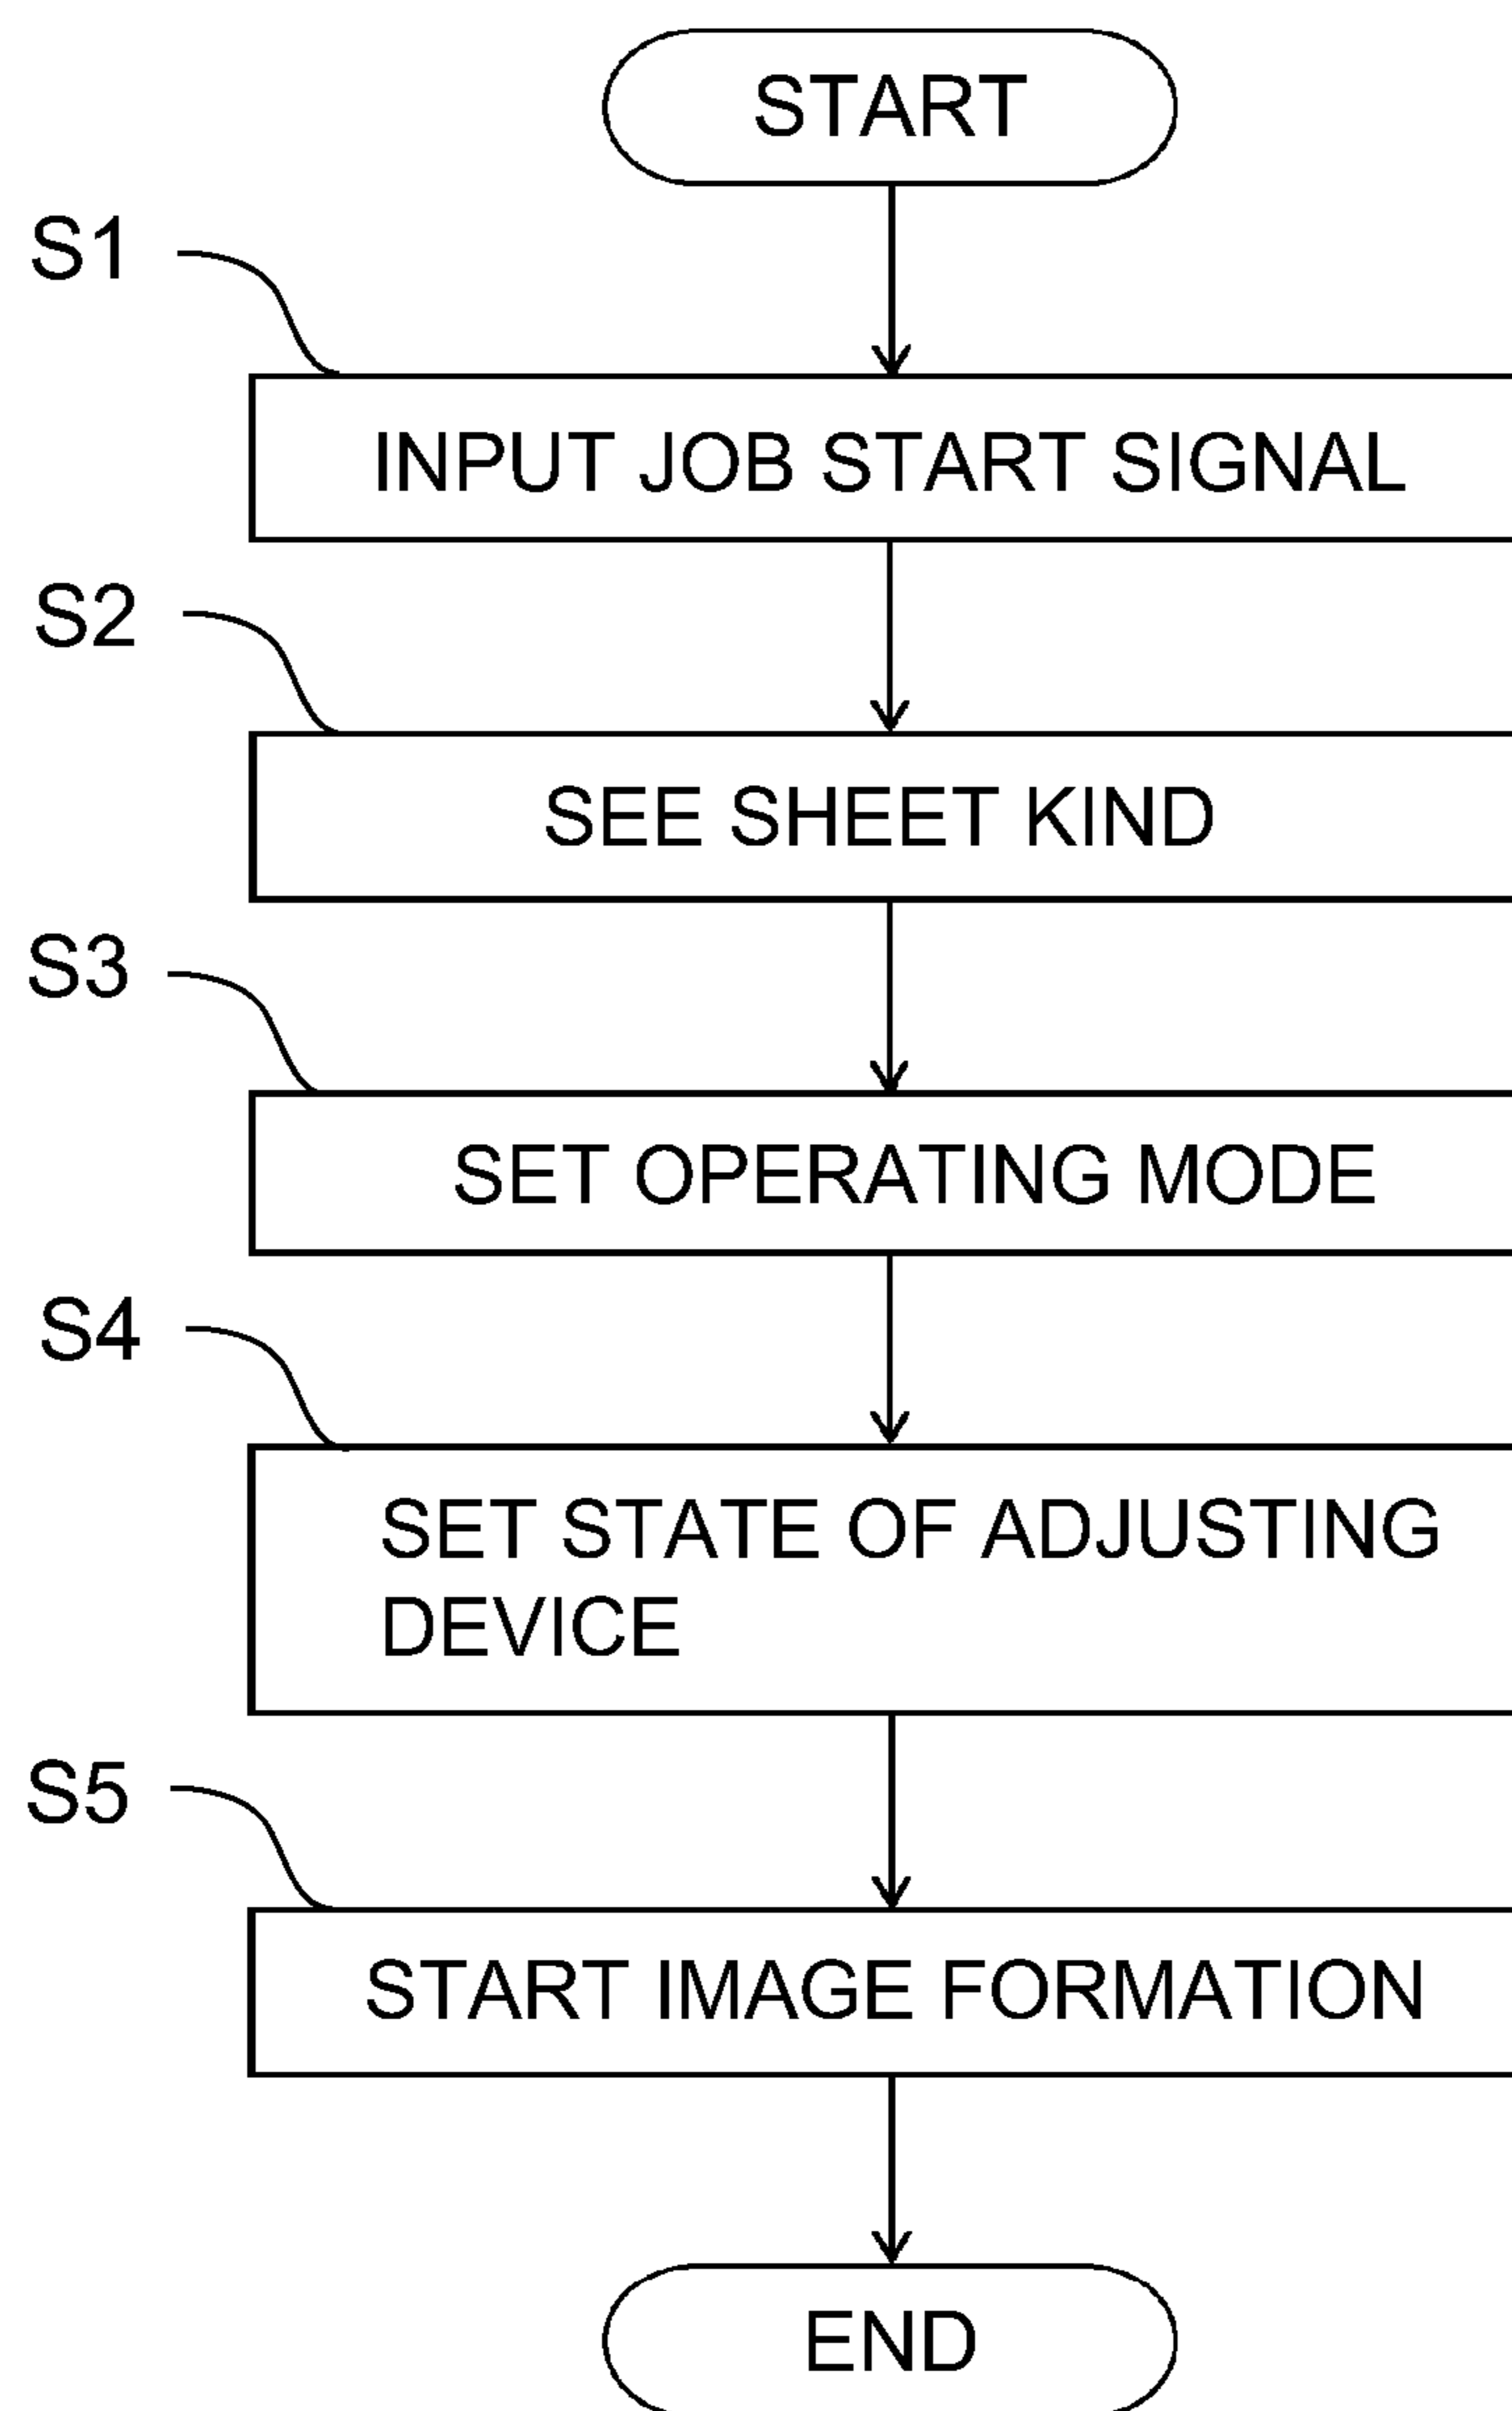 START
S1
INPUT JOB START SIGNAL
S2
SEE SHEET KIND
S3
SET OPERATING MODE
S4
SET STATE OF ADJUSTING
DEVICE
S5
START IMAGE FORMATION
END